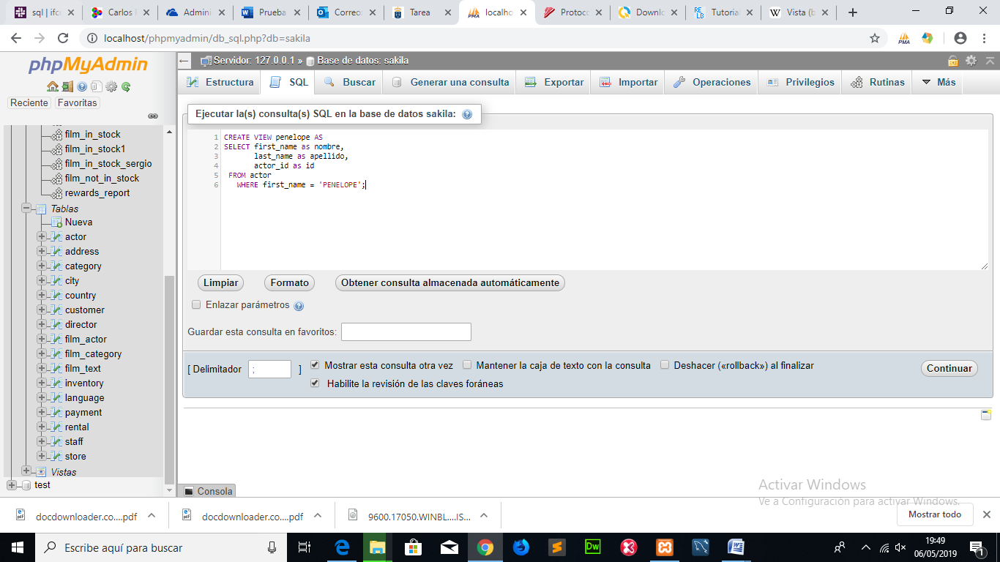 sql | ifc
Carlos
Admini
Prueba
Correo:
Tarea
localho
Protoco
Downlo
Tutorial
Vista (b
localhost/phpmyadmin/db_sql.php?db=sakila
phpMyAdmin
Reciente
Favoritas
film_in_stock
film_in_stock1
film_in_stock_sergio
film_not_in_stock
rewards_report
Tablas
Nueva
actor
address
category
city
country
customer
director
film_actor
film_category
film_text
inventory
language
payment
rental
staff
store
Vistas
test
Servidor: 127.0.0.1 » Base de datos: sakila
Estructura
SQL
Buscar
Generar una consulta
Exportar
Importar
Operaciones
Privilegios
Rutinas
Más
Ejecutar la(s) consulta(s) SQL en la base de datos sakila:
1 CREATE VIEW penelope AS
2 SELECT first_name as nombre,
3 last_name as apellido,
4 actor_id as id
5 FROM actor
6 WHERE first_name = 'PENELOPE';
Limpiar
Formato
Obtener consulta almacenada automáticamente
Enlazar parámetros
Guardar esta consulta en favoritos:
[ Delimitador ; ]
Mostrar esta consulta otra vez
Mantener la caja de texto con la consulta
Deshacer («rollback») al finalizar
Habilite la revisión de las claves foráneas
Continuar
Consola
Activar Windows
Ve a Configuración para activar Windows.
docdownloader.co....pdf
docdownloader.co....pdf
9600.17050.WINBL....IS...
Mostrar todo
Escribe aquí para buscar
19:49
06/05/2019